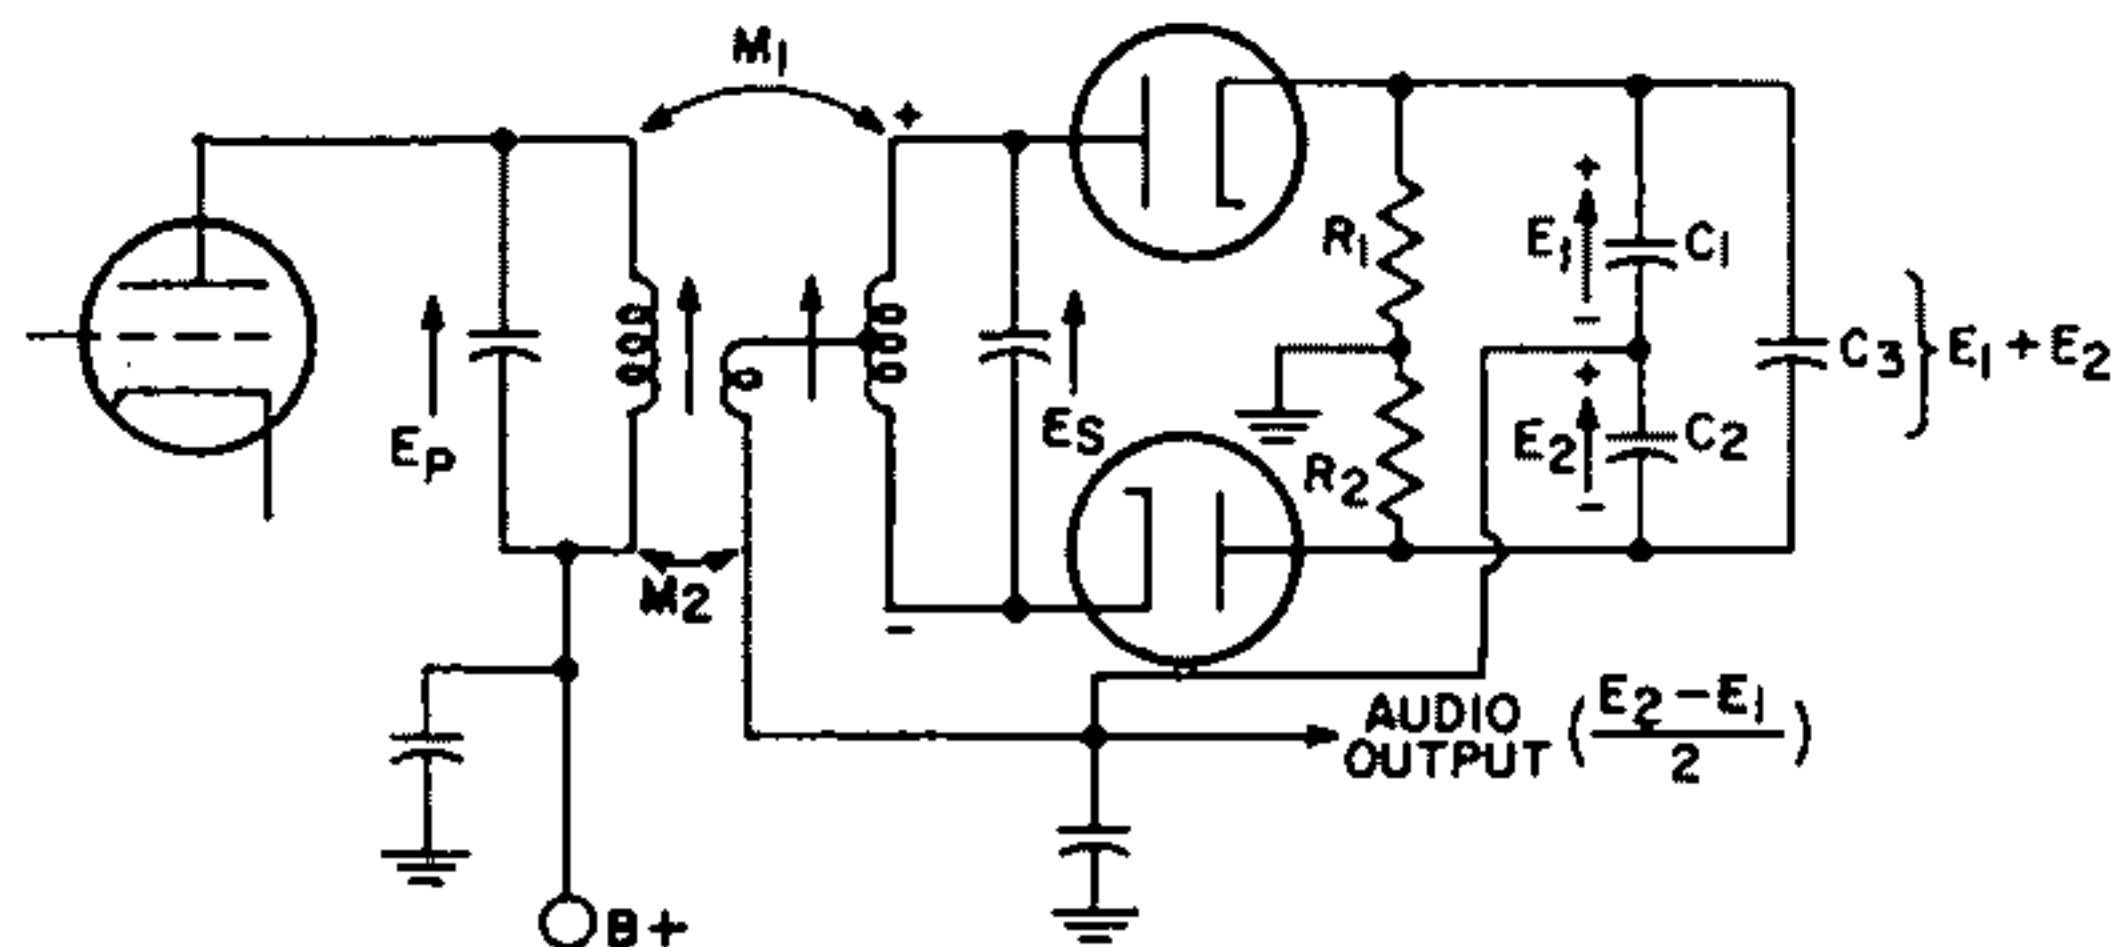 M1
+
EP
M2
-
ES
R1
R2
+
E1
-
C1
+
E2
-
C2
C3 } E1 + E2
AUDIO OUTPUT (E2 - E1 / 2)
B+